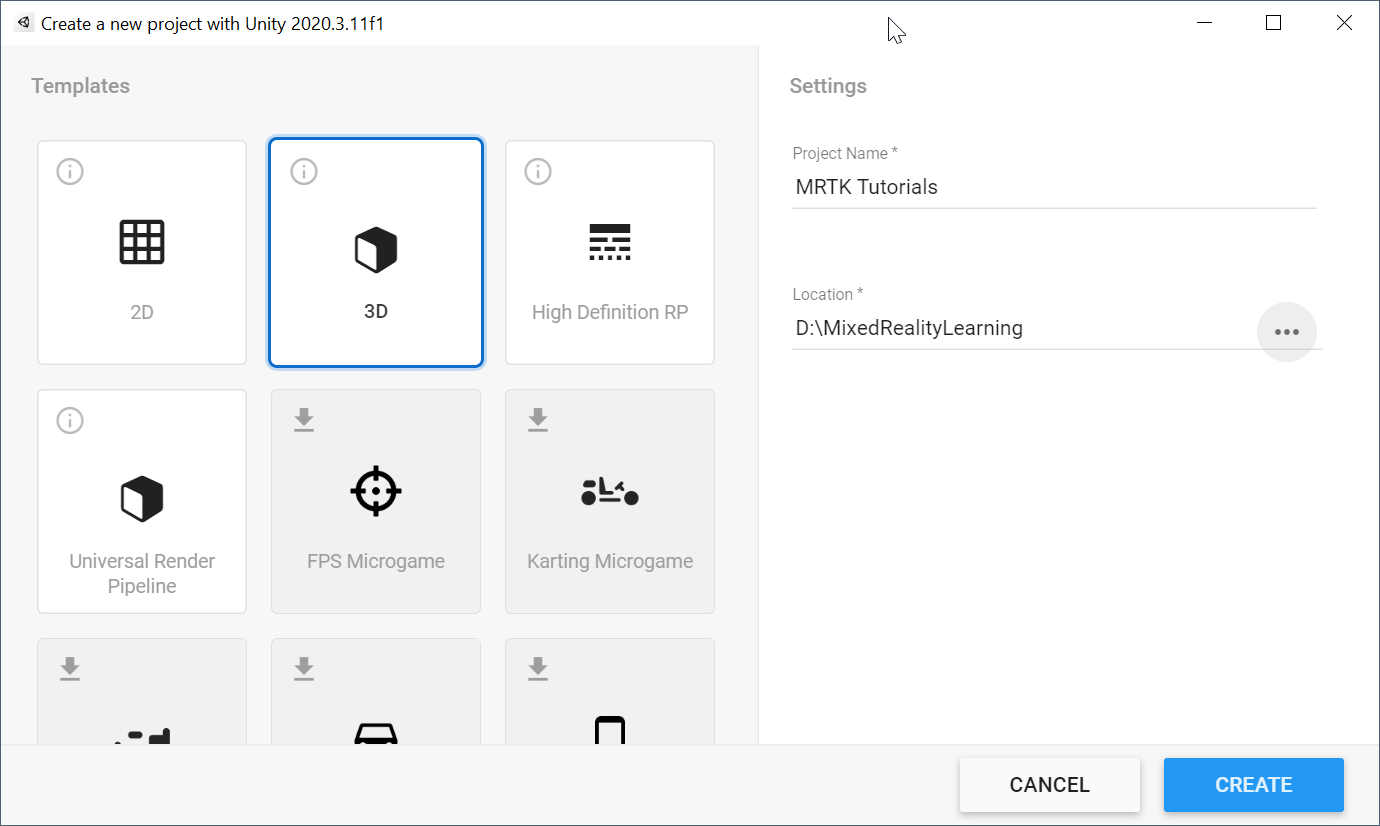 Create a new project with Unity 2020.3.11f1
Templates
2D
3D
High Definition RP
Universal Render
Pipeline
FPS Microgame
Karting Microgame
Settings
Project Name *
MRTK Tutorials
Location *
D:\MixedRealityLearning
CANCEL
CREATE